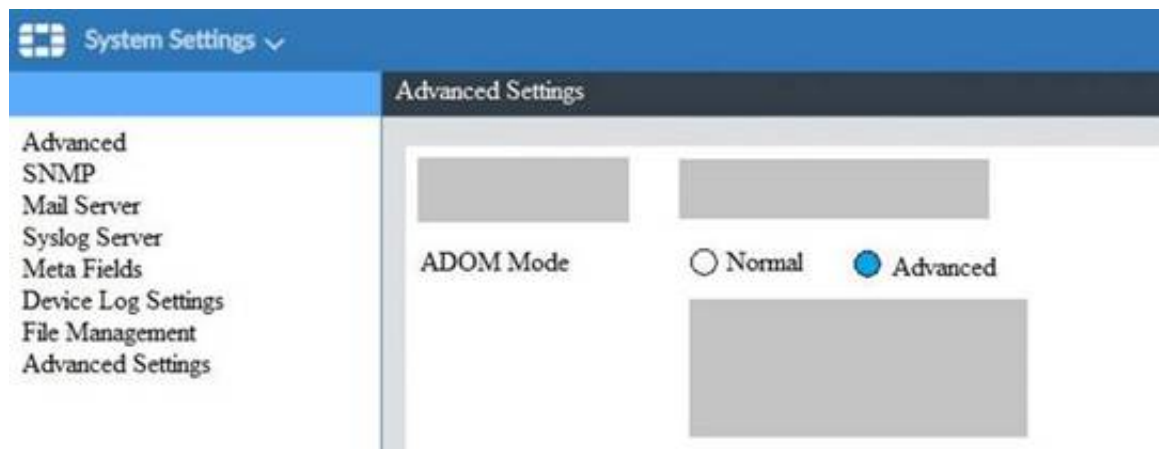 System Settings
Advanced Settings
Advanced
SNMP
Mail Server
Syslog Server
Meta Fields
Device Log Settings
File Management
Advanced Settings
ADOM Mode
Normal
Advanced